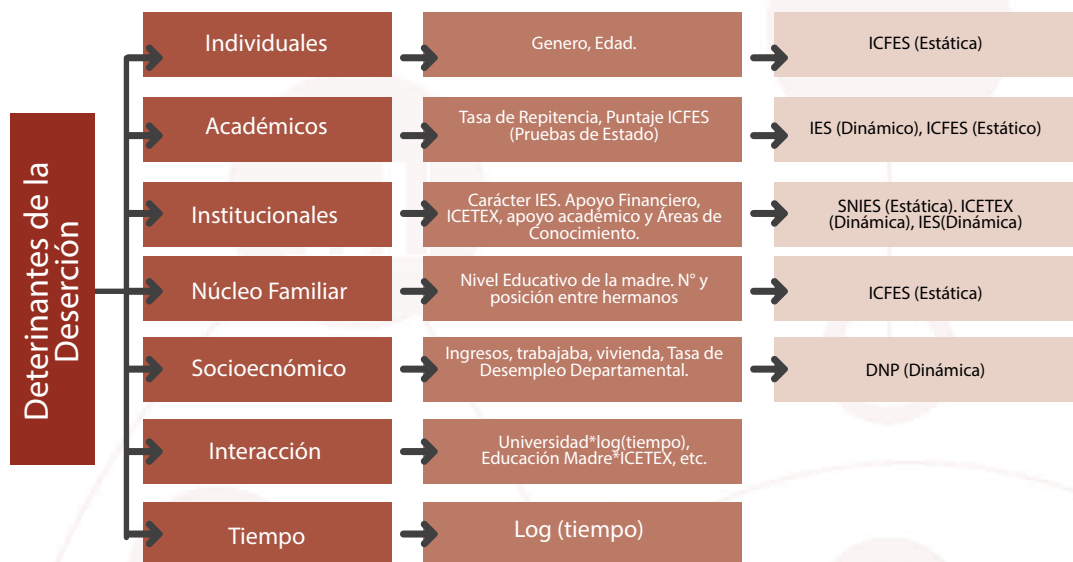 Deterinantes de la
Deserción
Individuales
Genero, Edad.
ICFES (Estática)
Académicos
Tasa de Repitencia, Puntaje ICFES
(Pruebas de Estado)
IES (Dinámico), ICFES (Estático)
Institucionales
Carácter IES. Apoyo Financiero,
ICETEX, apoyo académico y Áreas de
Conocimiento.
SNIES (Estática). ICETEX
(Dinámica), IES(Dinámica)
Núcleo Familiar
Nivel Educativo de la madre. N° y
posición entre hermanos
ICFES (Estática)
Socioecnómico
Ingresos, trabajaba, vivienda, Tasa de
Desempleo Departamental.
DNP (Dinámica)
Interacción
Universidad*log(tiempo),
Educación Madre*ICETEX, etc.
Tiempo
Log (tiempo)